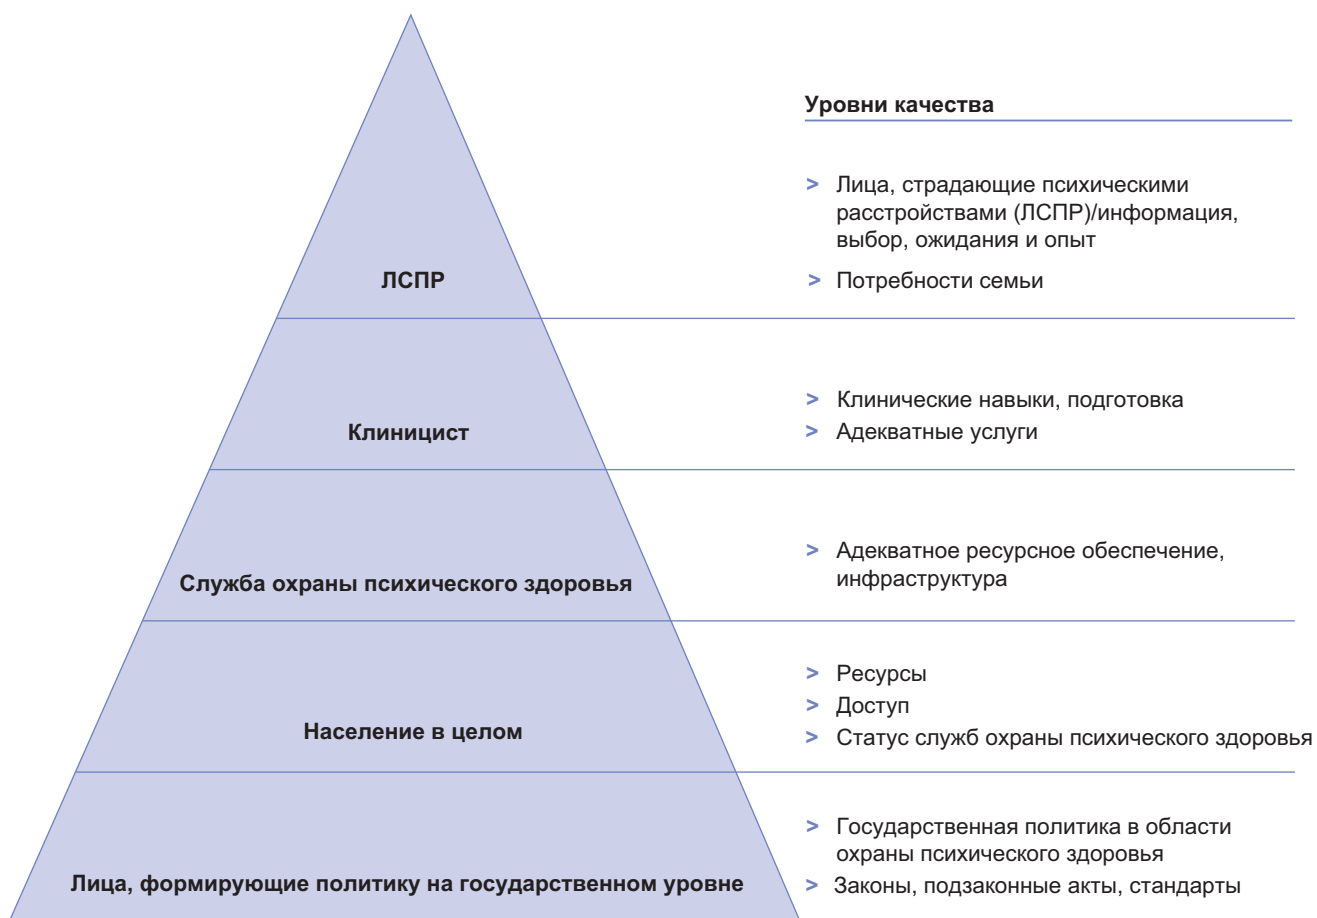 Уровни качества
> Лица, страдающие психическими
расстройствами (ЛСПР)/информация,
выбор, ожидания и опыт
ЛСПР
> Потребности семьи
Клиницист
> Клинические навыки, подготовка
> Адекватные услуги
Служба охраны психического здоровья
> Адекватное ресурсное обеспечение,
инфраструктура
Население в целом
> Ресурсы
> Доступ
> Статус служб охраны психического здоровья
Лица, формирующие политику на государственном уровне
> Государственная политика в области
охраны психического здоровья
> Законы, подзаконные акты, стандарты